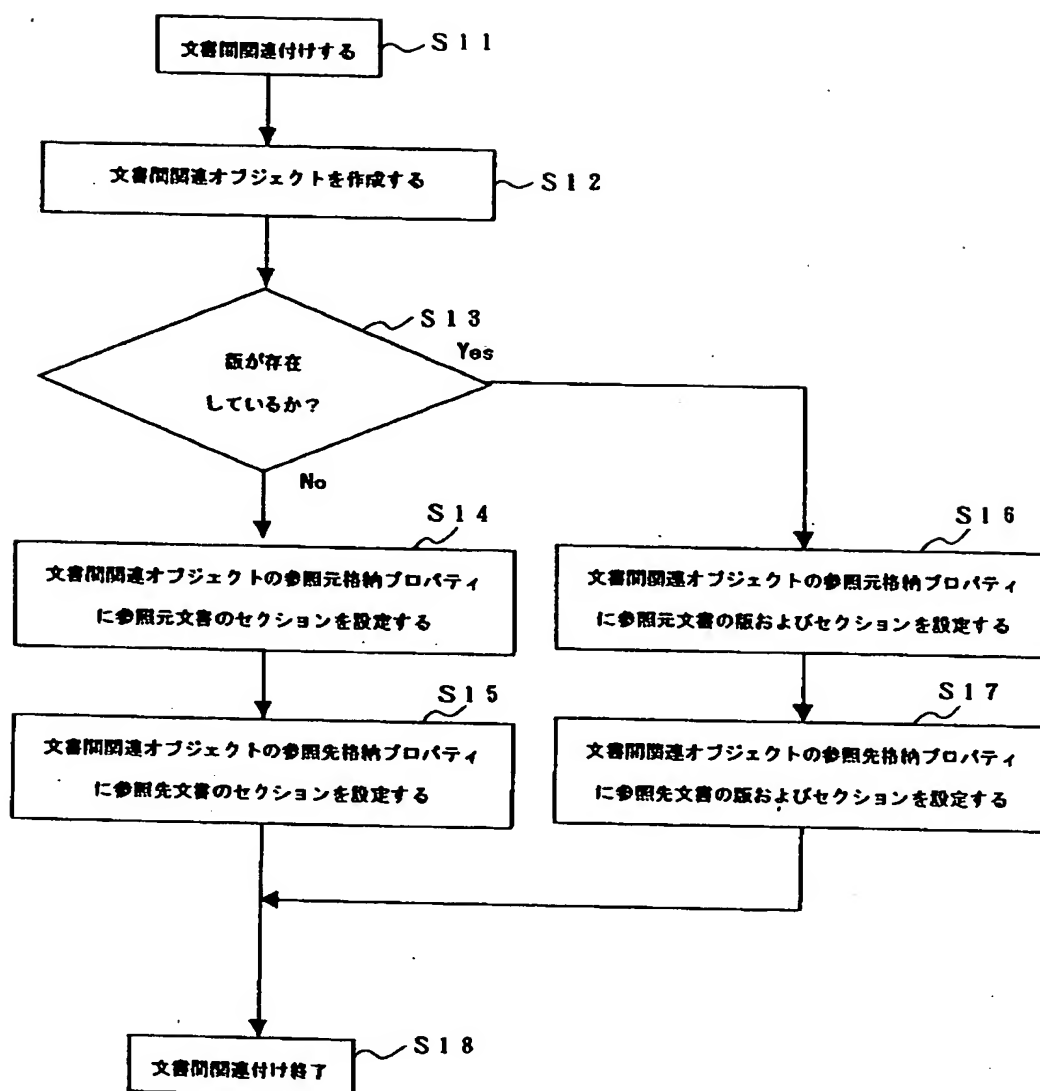 文書間関連付けする
S11
文書間関連オブジェクトを作成する
S12
S13
版が存在
しているか?
Yes
No
S14
文書間関連オブジェクトの参照元格納プロパティ
に参照元文書のセクションを設定する
S16
文書間関連オブジェクトの参照元格納プロパティ
に参照元文書の版およびセクションを設定する
S15
文書間関連オブジェクトの参照先格納プロパティ
に参照先文書のセクションを設定する
S17
文書間関連オブジェクトの参照先格納プロパティ
に参照先文書の版およびセクションを設定する
文書間関連付け終了
S18